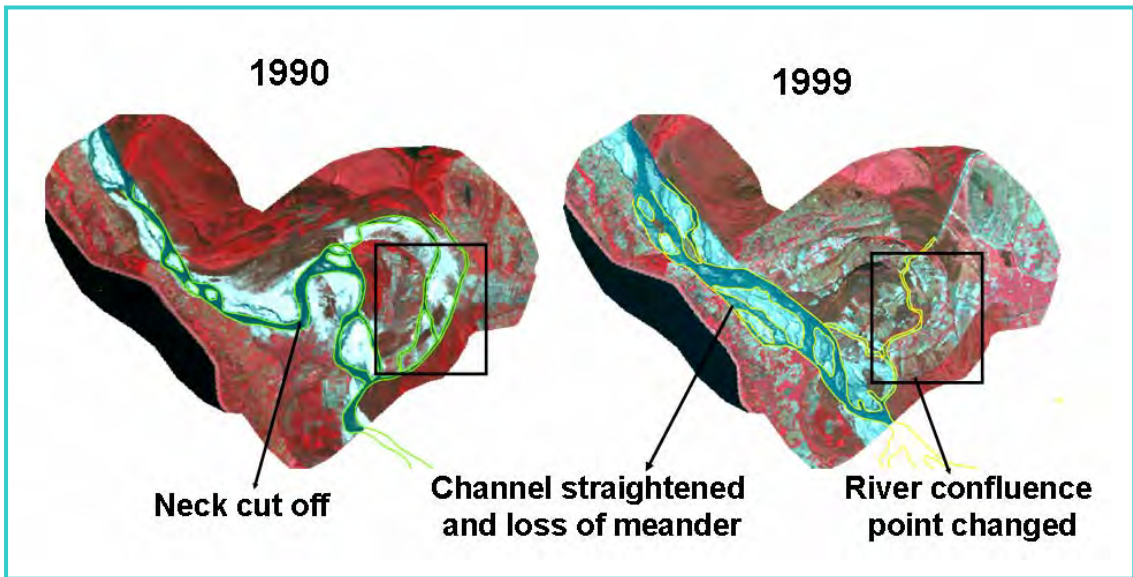 1990
1999
Neck cut off
Channel straightened
and loss of meander
River confluence
point changed